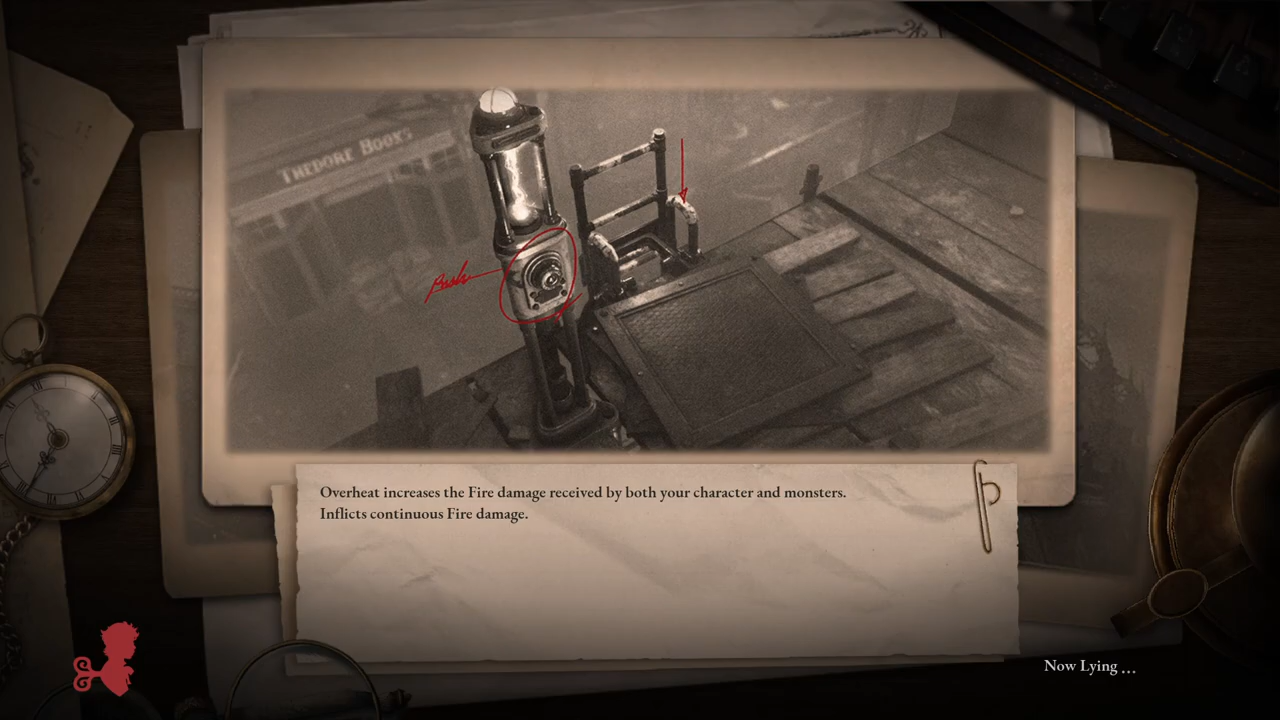 THEDORE BOOKS
Push
Overheat increases the Fire damage received by both your character and monsters.
Inflicts continuous Fire damage.
Now Lying ...